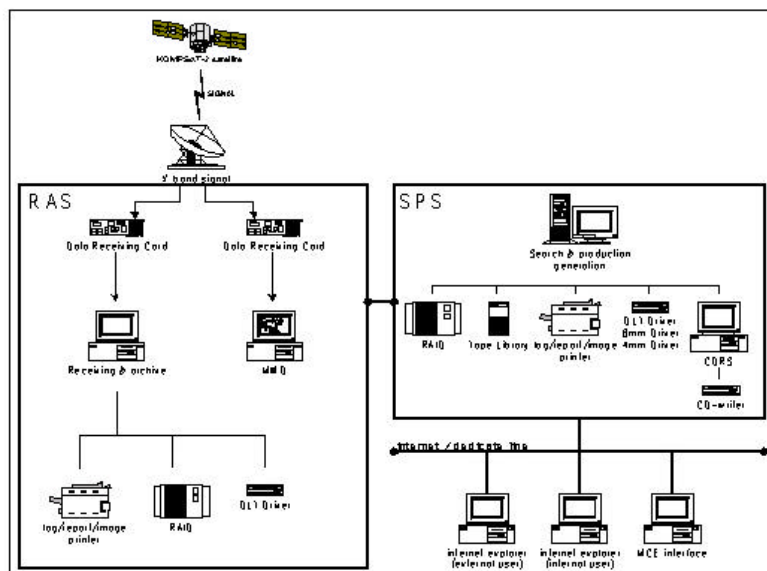 KOMPSAT-2 satellite
SIGNAL
X band signal
RAS
Data Receiving Card
Data Receiving Card
Receiving & archive
MMD
log/report/image
printer
RAID
DLT Driver
SPS
Search & production
generation
RAID
Tape Library
log/report/image
printer
DLT Driver
8mm Driver
4mm Driver
CDRS
CD-writer
internet / dedicate line
internet explorer
(external user)
internet explorer
(internal user)
MCE interface